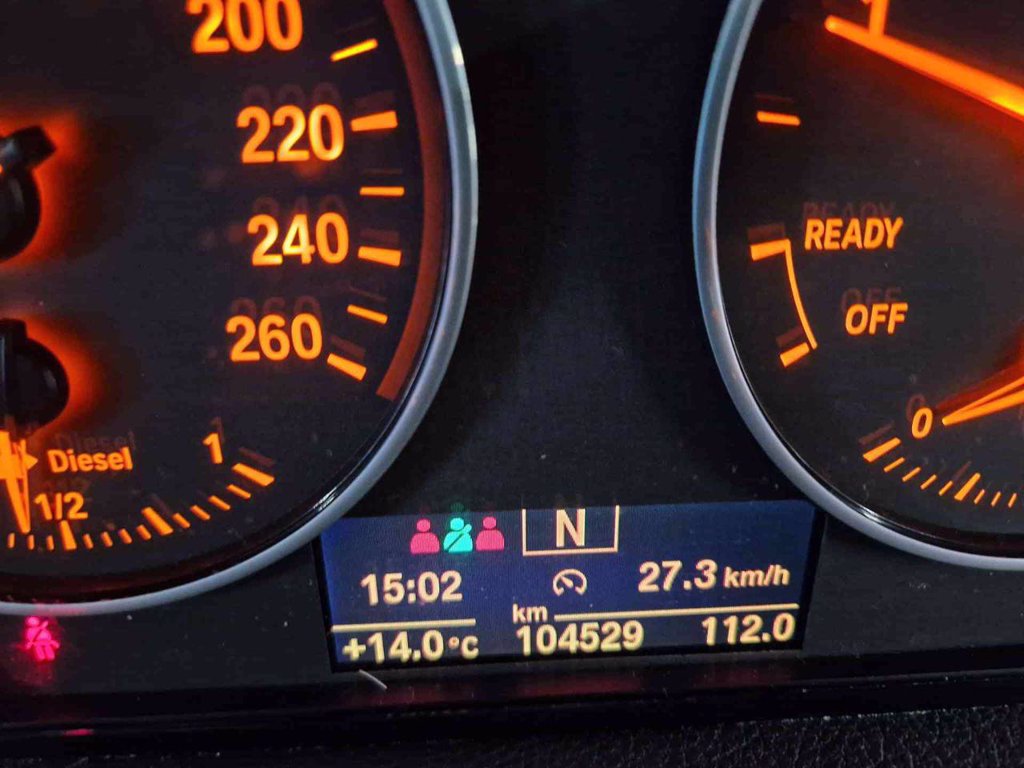 200
220
240
260
Diesel
1/2
1
READY
OFF
0
N
15:02
27.3 km/h
+14.0°C
km
104529
112.0